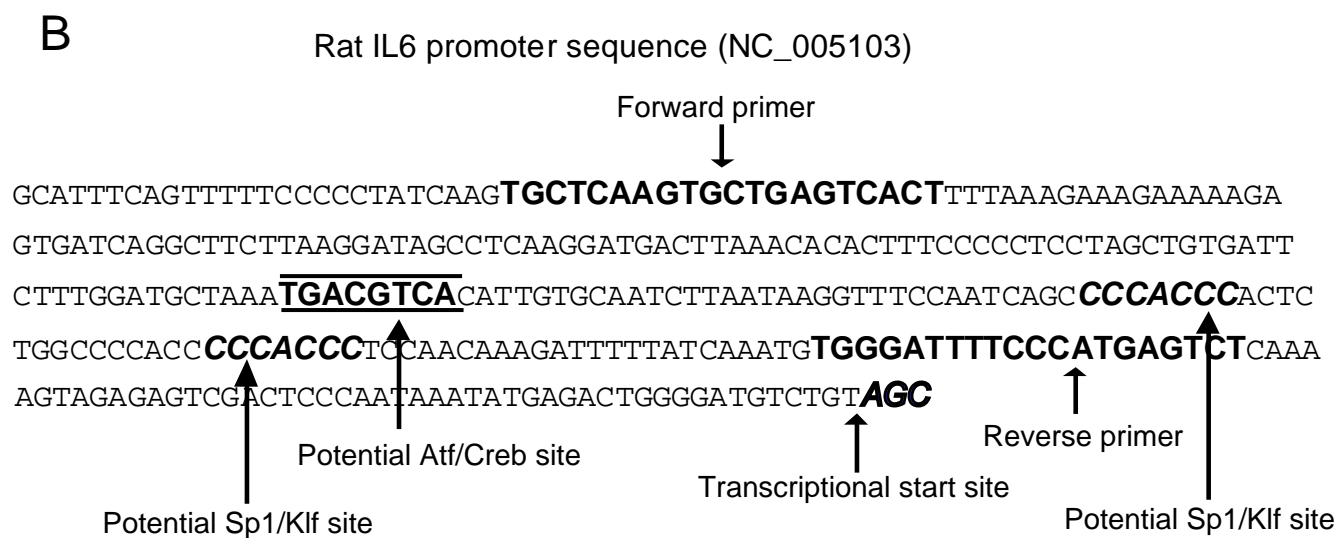 B
Rat IL6 promoter sequence (NC_005103)
Forward primer
GCATTTCAGTTTTTCCCCCTATCAAGTGCTCAAGTGCTGAGTCACTTTTAAAGAAAGAAAAAGA
GTGATCAGGCTTCTTAAGGATAGCCTCAAGGATGACTTAAACACACTTTCCCCCTCCTAGCTGTGATT
CTTTGGATGCTAAATGACGTCACATTGTGCAATCTTAATAAGGTTTCCAATCAGCCCCACCCACTC
TGGCCCCACCCCCACCCTCCAACAAAGATTTTTATCAAATGTGGGATTTTCCCATGAGTCTCAAA
AGTAGAGAGTCGACTCCCAATAAATATGAGACTGGGGATGTCTGTAGC
Potential Atf/Creb site
Reverse primer
Transcriptional start site
Potential Sp1/Klf site
Potential Sp1/Klf site